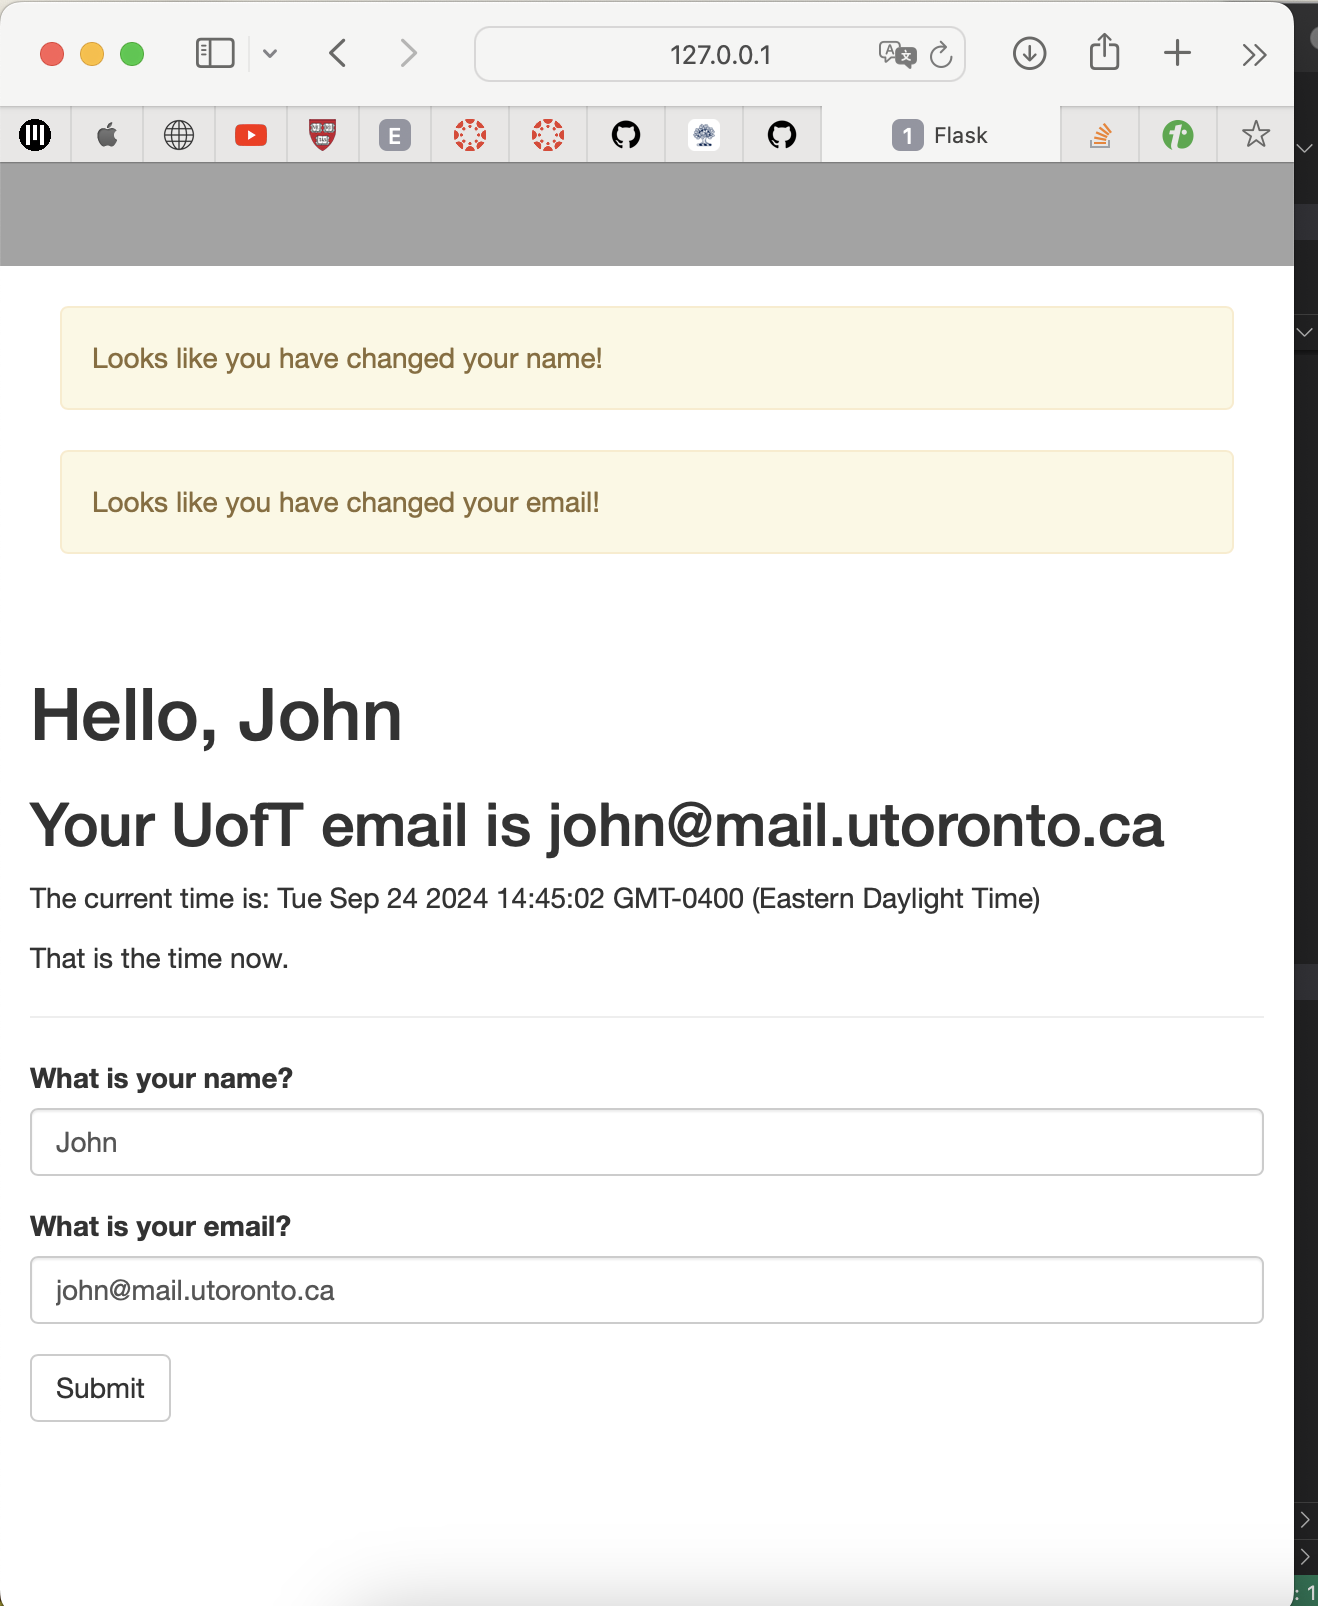 127.0.0.1
E
1 Flask
Looks like you have changed your name!
Looks like you have changed your email!
Hello, John
Your UofT email is john@mail.utoronto.ca
The current time is: Tue Sep 24 2024 14:45:02 GMT-0400 (Eastern Daylight Time)
That is the time now.
What is your name?
John
What is your email?
john@mail.utoronto.ca
Submit
: 1